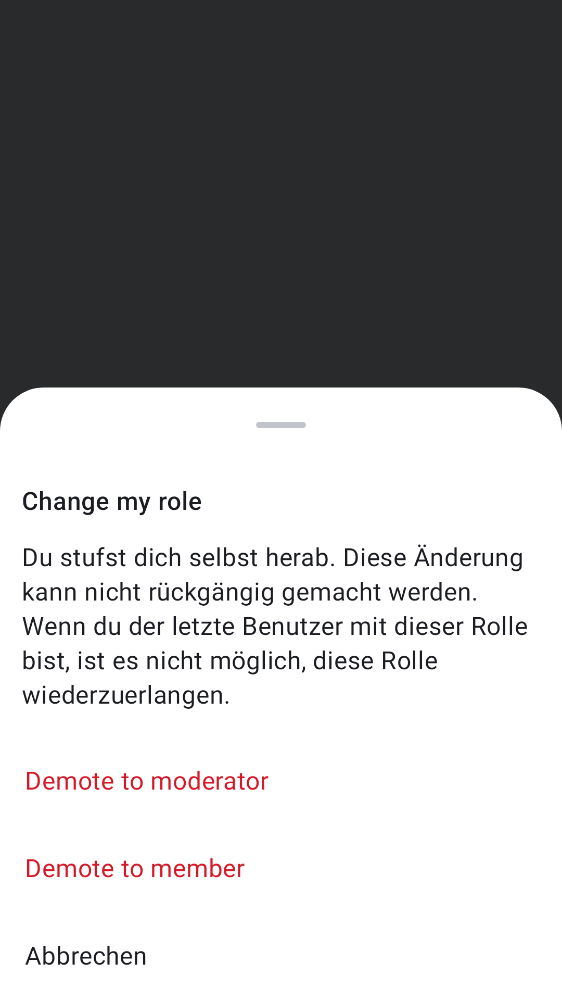 Change my role
Du stufst dich selbst herab. Diese Änderung
kann nicht rückgängig gemacht werden.
Wenn du der letzte Benutzer mit dieser Rolle
bist, ist es nicht möglich, diese Rolle
wiederzuerlangen.
Demote to moderator
Demote to member
Abbrechen